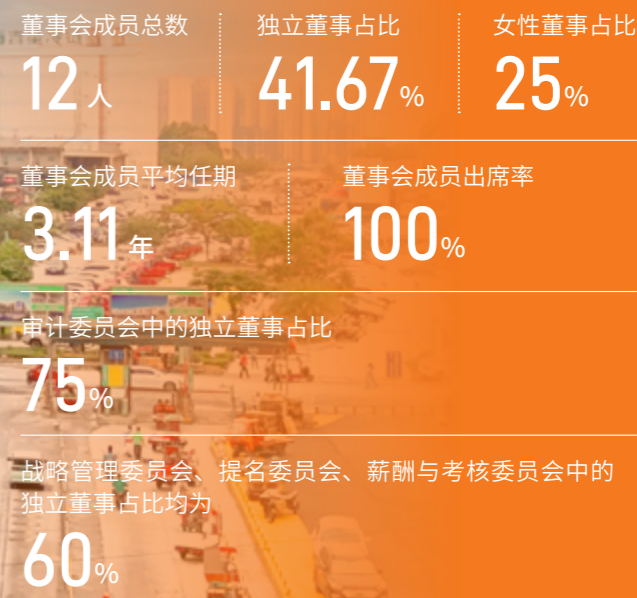 董事会成员总数 独立董事占比 女性董事占比
12人 41.67% 25%
董事会成员平均任期 董事会成员出席率
3.11年 100%
审计委员会中的独立董事占比
75%
战略管理委员会、提名委员会、薪酬与考核委员会中的
独立董事占比均为
60%